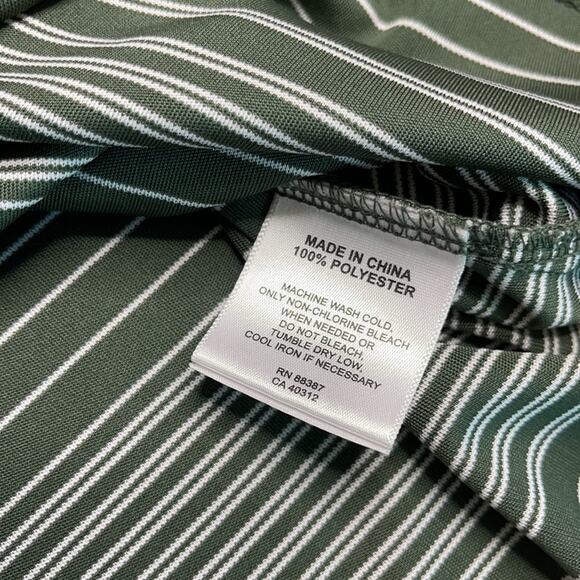 MADE IN CHINA
100% POLYESTER
MACHINE WASH COLD,
ONLY NON-CHLORINE BLEACH
WHEN NEEDED OR
DO NOT BLEACH,
TUMBLE DRY LOW.
COOL IRON IF NECESSARY
RN 88387
CA 40312